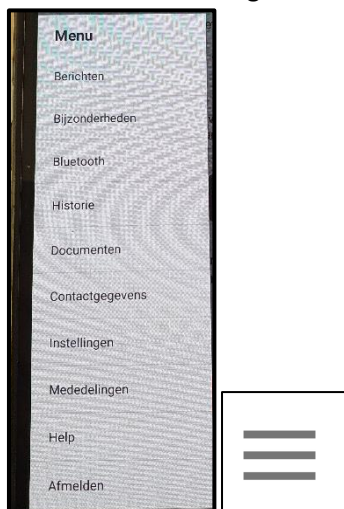 Menu
Berichten
Bijzonderheden
Bluetooth
Historie
Documenten
Contactgegevens
Instellingen
Mededelingen
Help
Afmelden